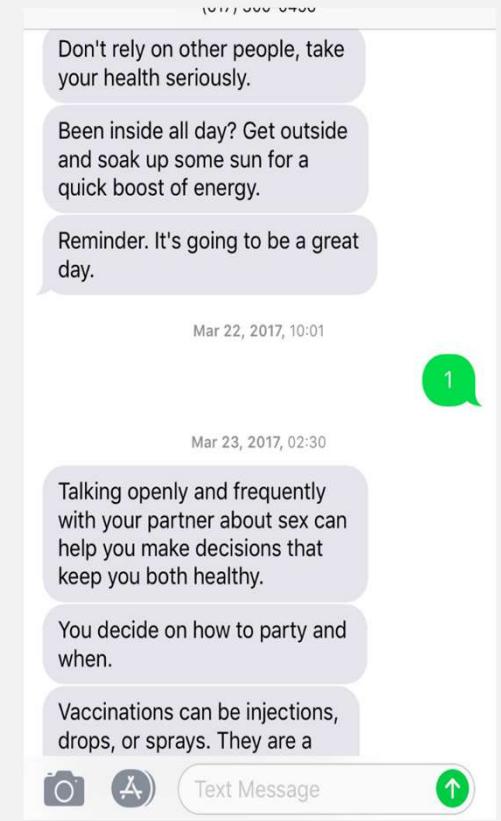 Don't rely on other people, take
your health seriously.
Been inside all day? Get outside
and soak up some sun for a
quick boost of energy.
Reminder. It's going to be a great
day.
Mar 22, 2017, 10:01
1
Mar 23, 2017, 02:30
Talking openly and frequently
with your partner about sex can
help you make decisions that
keep you both healthy.
You decide on how to party and
when.
Vaccinations can be injections,
drops, or sprays. They are a
Text Message